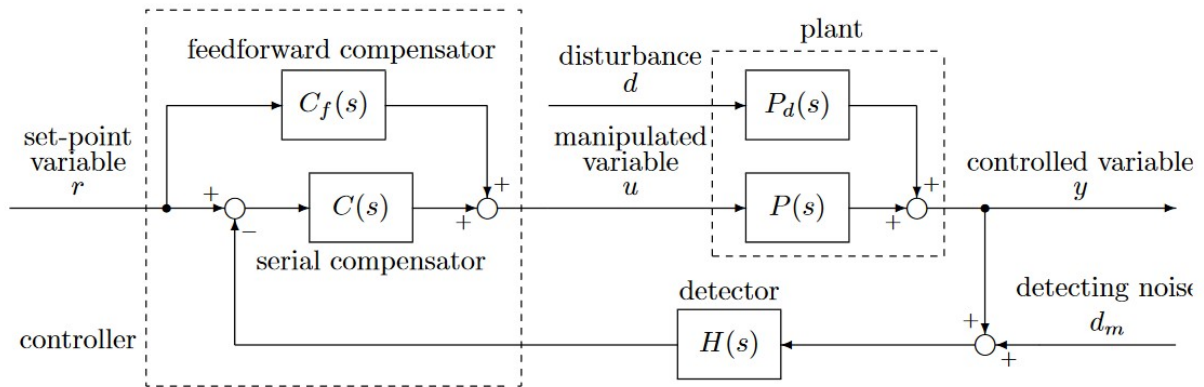 feedforward compensator
C_f(s)
set-point
variable
r
+
−
C(s)
+
+
serial compensator
controller
disturbance
d
manipulated
variable
u
plant
P_d(s)
P(s)
+
+
controlled variable
y
detector
H(s)
detecting noise
d_m
+
+